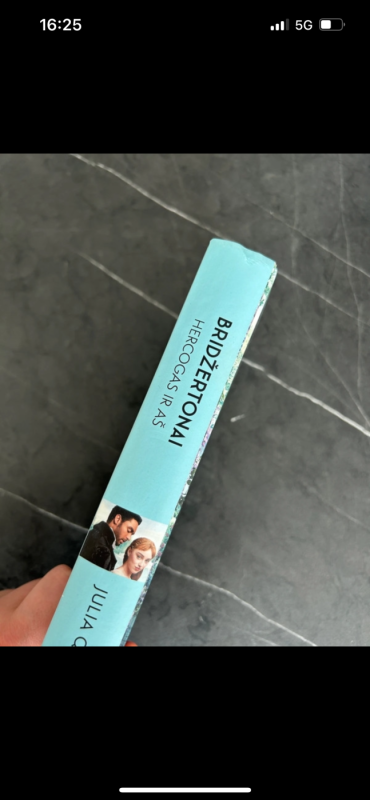 16:25
5G
BRIDŽERTONAI
HERCOGAS IR AŠ
JULIA Q